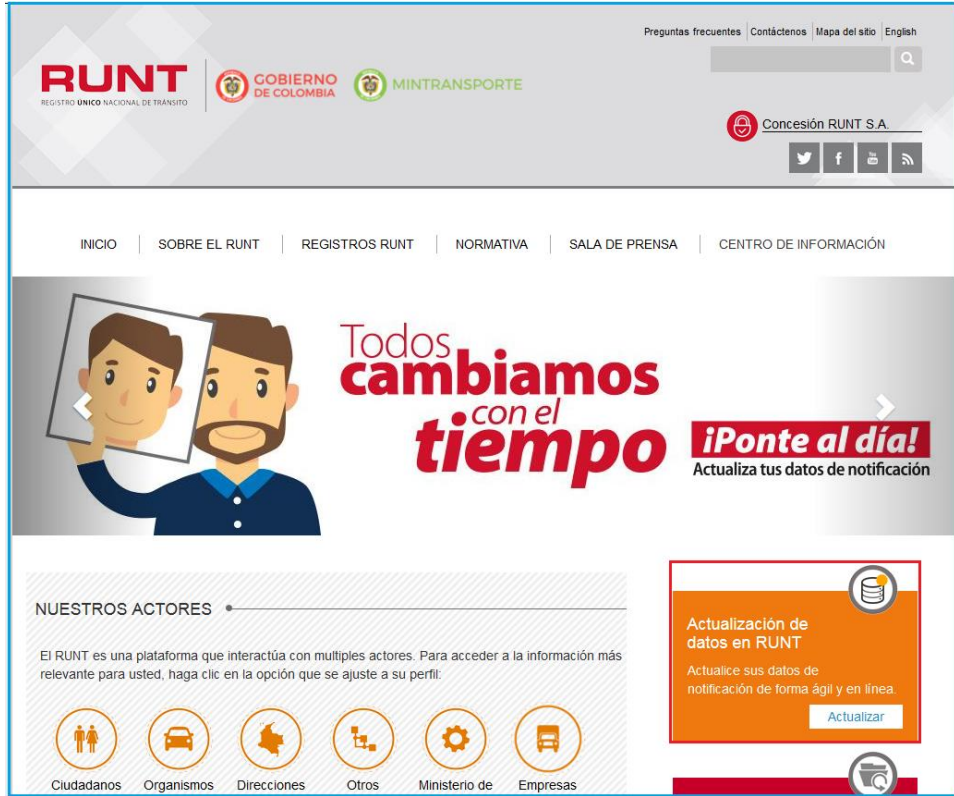 Preguntas frecuentes Contáctenos Mapa del sitio English
RUNT
REGISTRO ÚNICO NACIONAL DE TRÁNSITO
GOBIERNO
DE COLOMBIA
MINTRANSPORTE
Concesión RUNT S.A.
You
INICIO SOBRE EL RUNT REGISTROS RUNT NORMATIVA SALA DE PRENSA CENTRO DE INFORMACIÓN
Todos
cambiamos
con el
tiempo
¡Ponte al día!
Actualiza tus datos de notificación
NUESTROS ACTORES
El RUNT es una plataforma que interactúa con multiples actores. Para acceder a la información más
relevante para usted, haga clic en la opción que se ajuste a su perfil:
Ciudadanos Organismos Direcciones Otros Ministerio de Empresas
Actualización de
datos en RUNT
Actualice sus datos de
notificación de forma ágil y en línea.
Actualizar